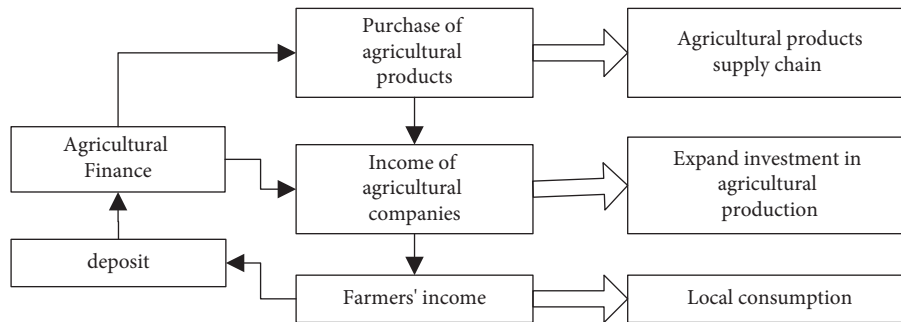 Purchase of
agricultural
products
Agricultural products
supply chain
Agricultural
Finance
Income of
agricultural
companies
Expand investment in
agricultural
production
deposit
Farmers' income
Local consumption